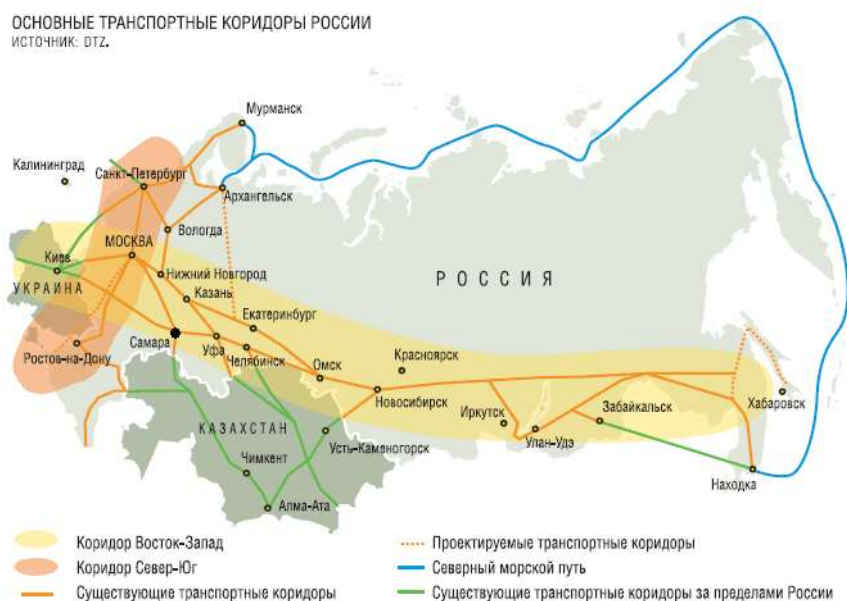 ОСНОВНЫЕ ТРАНСПОРТНЫЕ КОРИДОРЫ РОССИИ
ИСТОЧНИК: DTZ.
Мурманск
Калининград
Санкт-Петербург
Архангельск
Вологда
МОСКВА
Киев
УКРАИНА
Нижний Новгород
Казань
РОССИЯ
Екатеринбург
Ростов-на-Дону
Самара
Уфа
Челябинск
Омск
Красноярск
Новосибирск
Иркутск
Забайкальск
Хабаровск
Улан-Удэ
КАЗАХСТАН
Усть-Каменогорск
Чимкент
Находка
Алма-Ата
Коридор Восток-Запад
Коридор Север-Юг
Существующие транспортные коридоры
Проектируемые транспортные коридоры
Северный морской путь
Существующие транспортные коридоры за пределами России